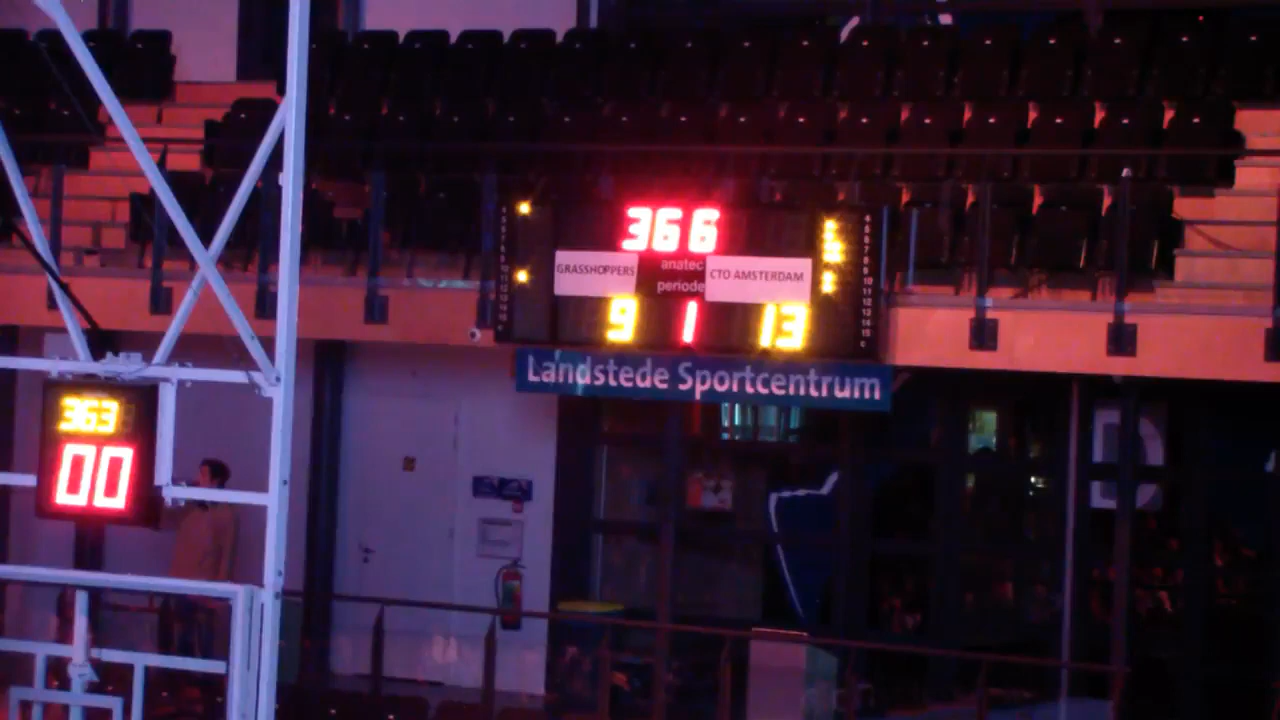 366
GRASSHOPPERS
anatec
CTO AMSTERDAM
periode
9 1 13
Landstede Sportcentrum
363
00